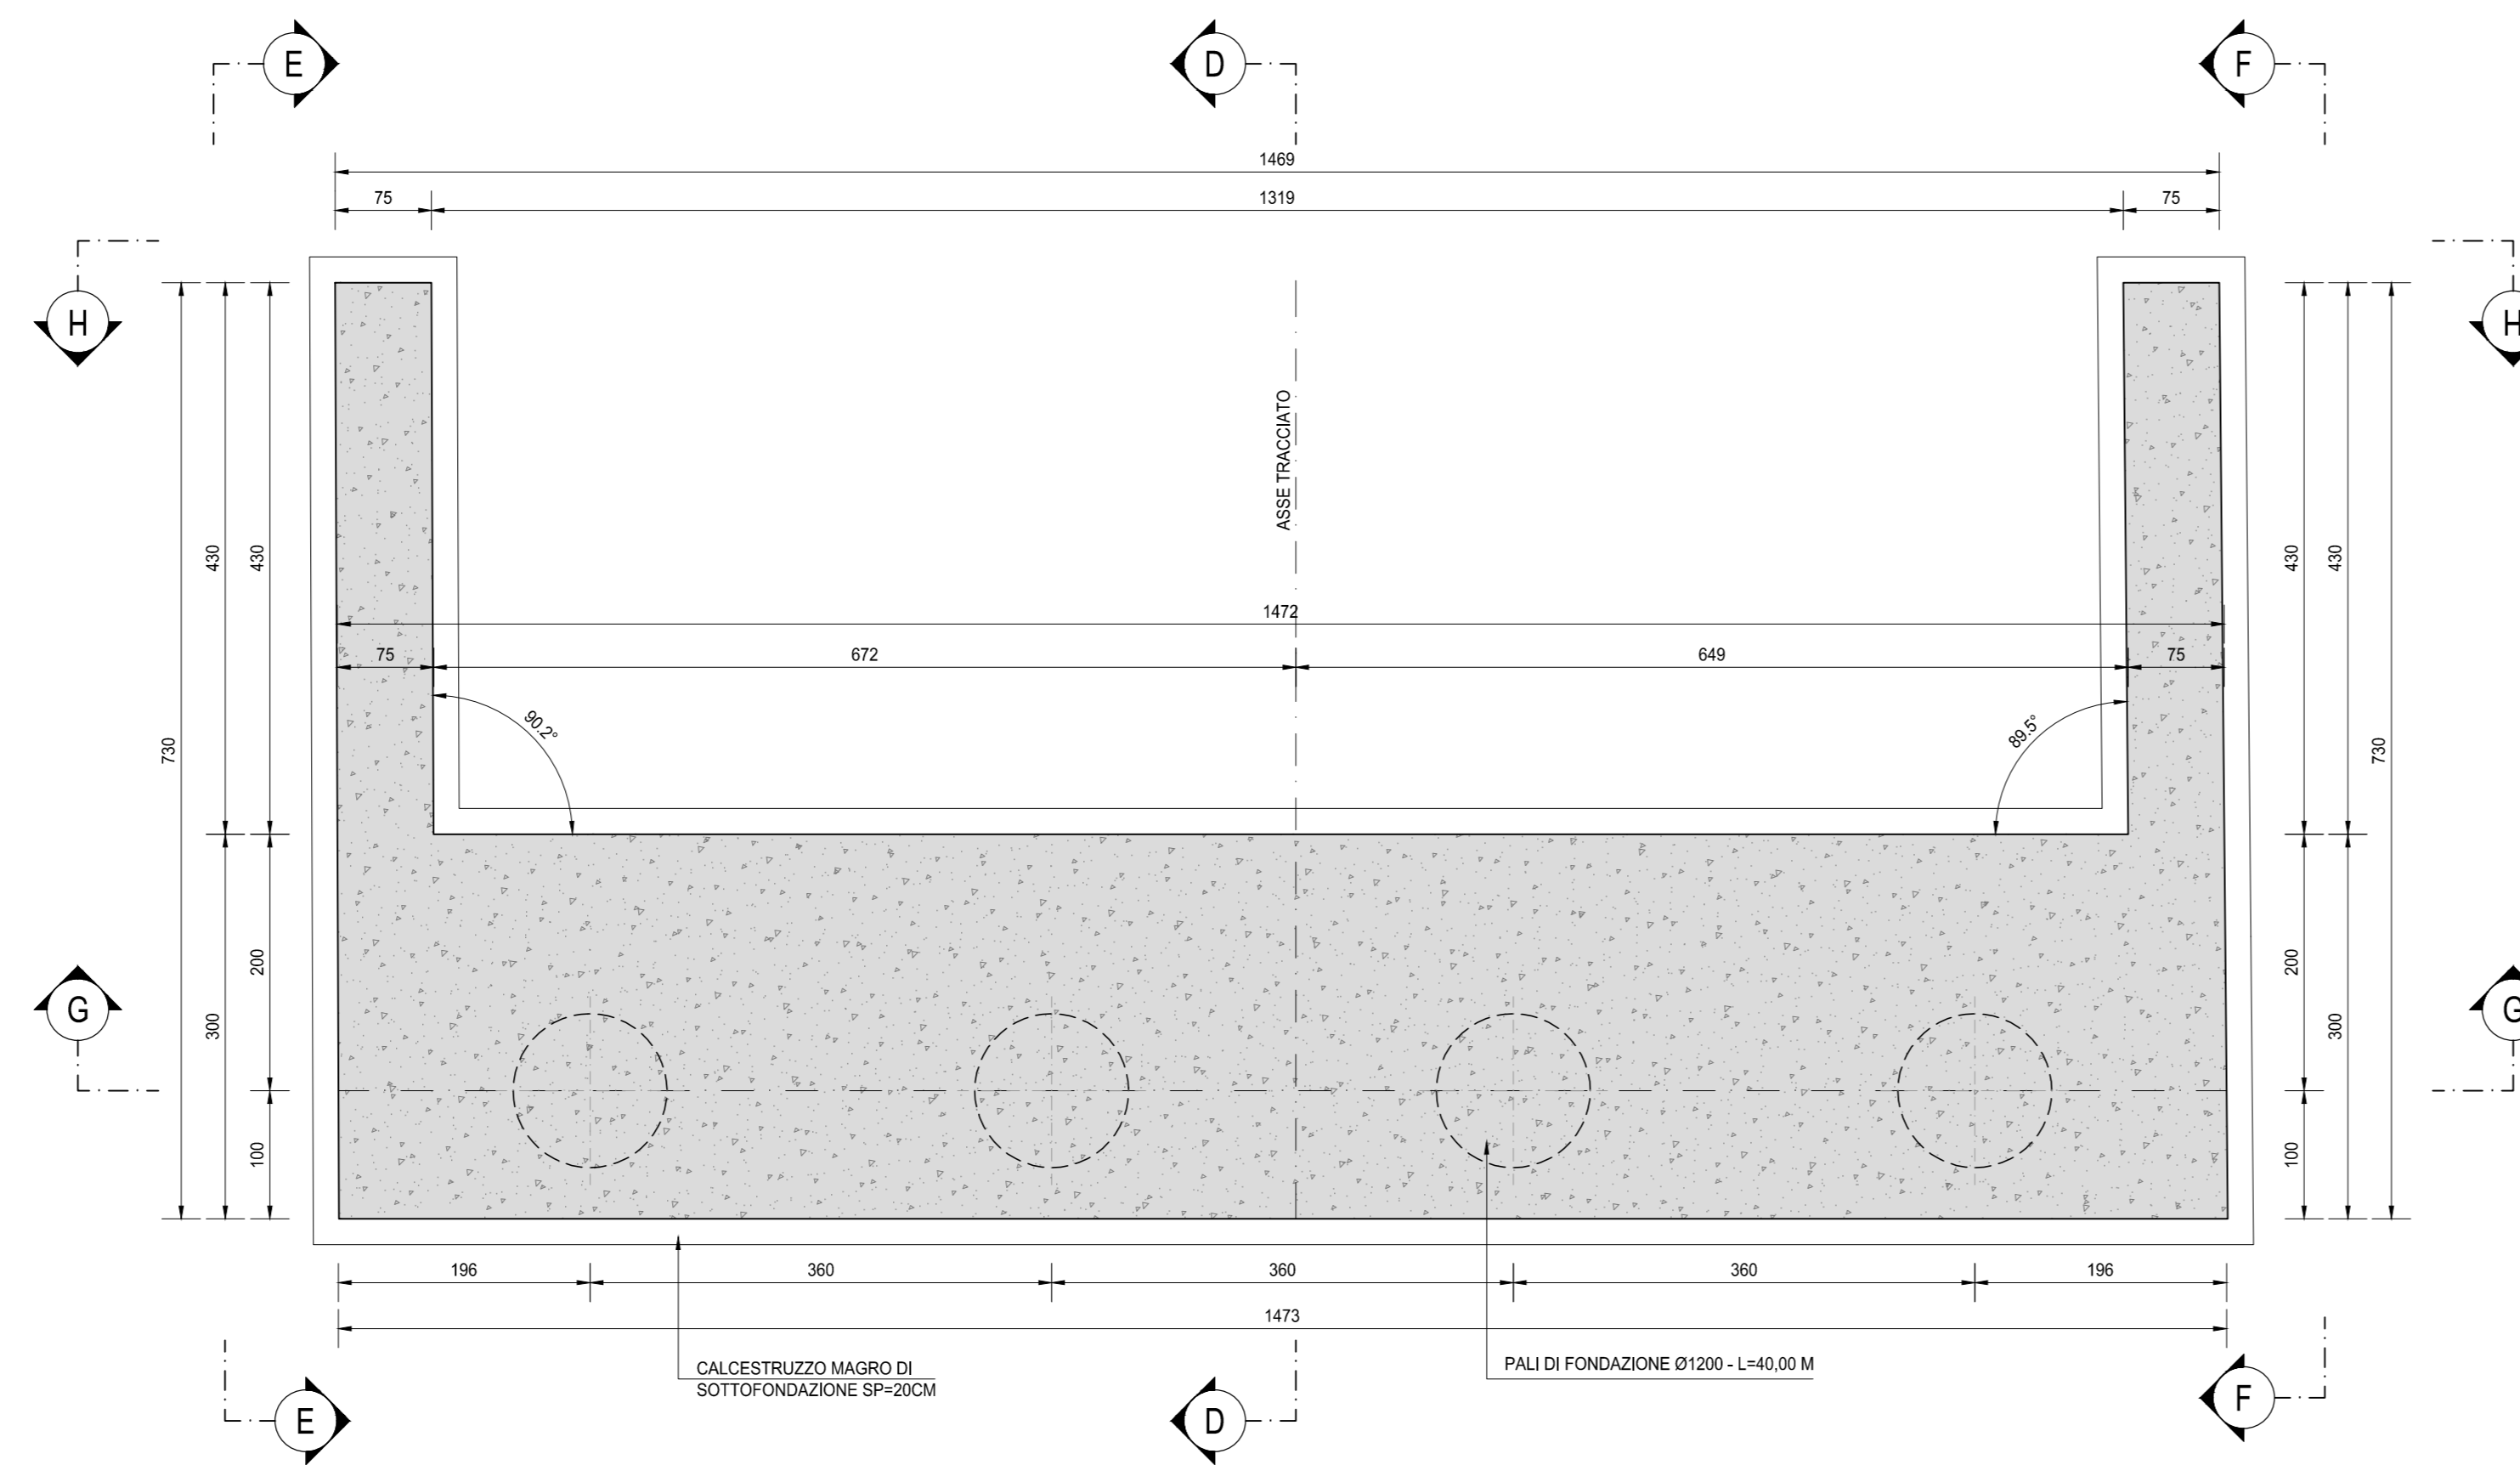 E
D
F
1469
75
1319
75
H
H
730
430
430
ASSE TRACCIATO
430
430
730
1472
75
672
649
75
90.2°
89.5°
300
200
200
300
G
G
100
100
196
360
360
360
196
1473
CALCESTRUZZO MAGRO DI
SOTTOFONDAZIONE SP=20CM
PALI DI FONDAZIONE Ø1200 - L=40,00 M
E
D
F